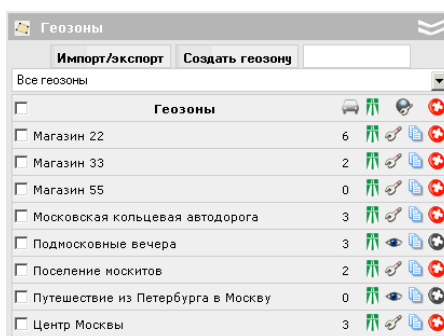 Геозоны
Импорт/экспорт Создать геозону
Все геозоны
Геозоны
Магазин 22 6
Магазин 33 2
Магазин 55 0
Московская кольцевая автодорога 3
Подмосковные вечера 3
Поселение москитов 2
Путешествие из Петербурга в Москву 0
Центр Москвы 3